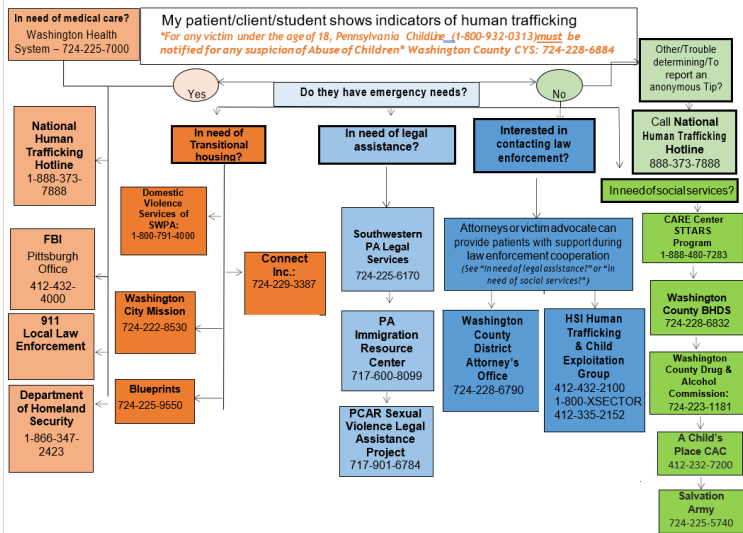 In need of medical care?
Washington Health
System – 724-225-7000
My patient/client/student shows indicators of human trafficking
*For any victim under the age of 18, Pennsylvania ChildLine (1-800-932-0313)must be
notified for any suspicion of Abuse of Children* Washington County CYS: 724-228-6884
Other/Trouble
determining/To
report an
anonymous Tip?
Yes
Do they have emergency needs?
No
National
Human
Trafficking
Hotline
1-888-373-
7888
FBI
Pittsburgh
Office
412-432-
4000
911
Local Law
Enforcement
Department
of Homeland
Security
1-866-347-
2423
In need of
Transitional
housing?
Domestic
Violence
Services of
SWPA:
1-800-791-4000
Connect
Inc.:
724-229-3387
Washington
City Mission
724-222-8530
Blueprints
724-225-9550
In need of legal
assistance?
Southwestern
PA Legal
Services
724-225-6170
PA
Immigration
Resource
Center
717-600-8099
PCAR Sexual
Violence Legal
Assistance
Project
717-901-6784
Interested in
contacting law
enforcement?
Attorneys or victim advocate can
provide patients with support during
law enforcement cooperation
(See "In need of legal assistance?" or "in
need of social services?")
Washington
County
District
Attorney's
Office
724-228-6790
HSI Human
Trafficking
& Child
Exploitation
Group
412-432-2100
1-800-XSECTOR
412-335-2152
Call National
Human Trafficking
Hotline
888-373-7888
In need of social services?
CARE Center
STTARS
Program
1-888-480-7283
Washington
County BHDS
724-228-6832
Washington
County Drug &
Alcohol
Commission:
724-223-1181
A Child's
Place CAC
412-232-7200
Salvation
Army
724-225-5740